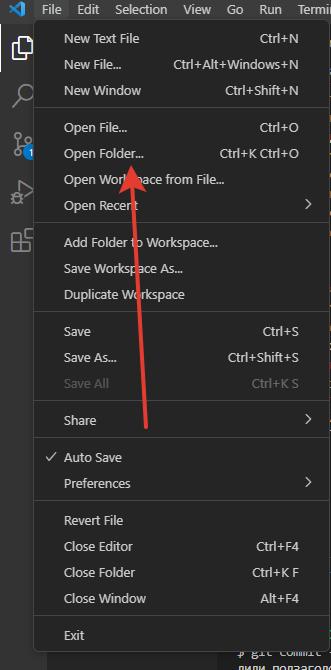 File Edit Selection View Go Run Termi
New Text File Ctrl+N
New File... Ctrl+Alt+Windows+N
New Window Ctrl+Shift+N
Open File... Ctrl+O
Open Folder... Ctrl+K Ctrl+O
Open Workspace from File...
Open Recent
Add Folder to Workspace...
Save Workspace As...
Duplicate Workspace
Save Ctrl+S
Save As... Ctrl+Shift+S
Save All Ctrl+K S
Share
Auto Save
Preferences
Revert File
Close Editor Ctrl+F4
Close Folder Ctrl+K F
Close Window Alt+F4
Exit
1
$ git commit